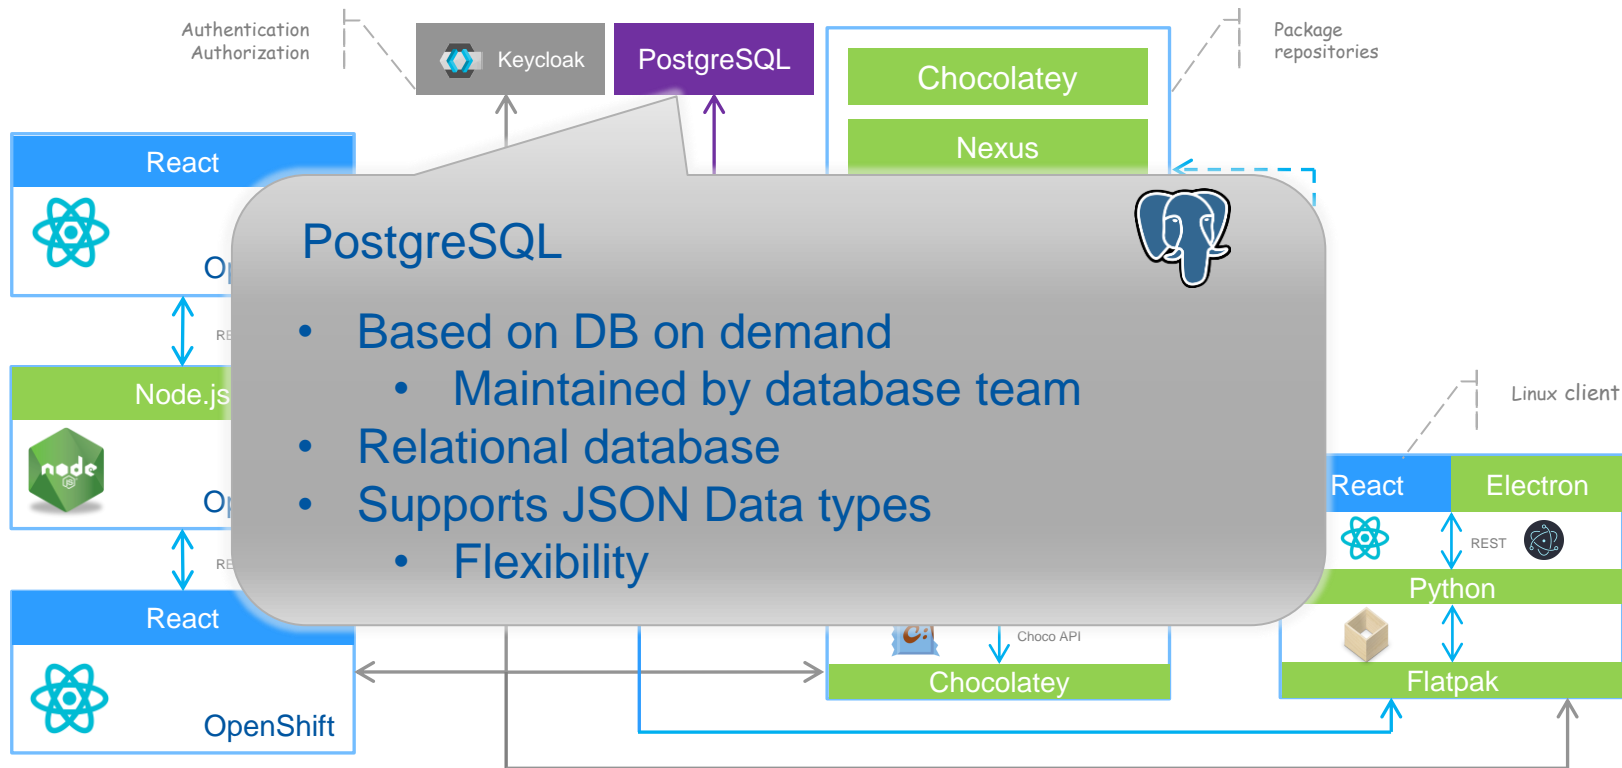 Authentication
Authorization
Keycloak
PostgreSQL
Package
repositories
Chocolatey
Nexus
React
PostgreSQL
• Based on DB on demand
• Maintained by database team
• Relational database
• Supports JSON Data types
• Flexibility
Node.js
node
JS
Linux client
React
Electron
REST
Python
Flatpak
React
OpenShift
Choco API
Chocolatey